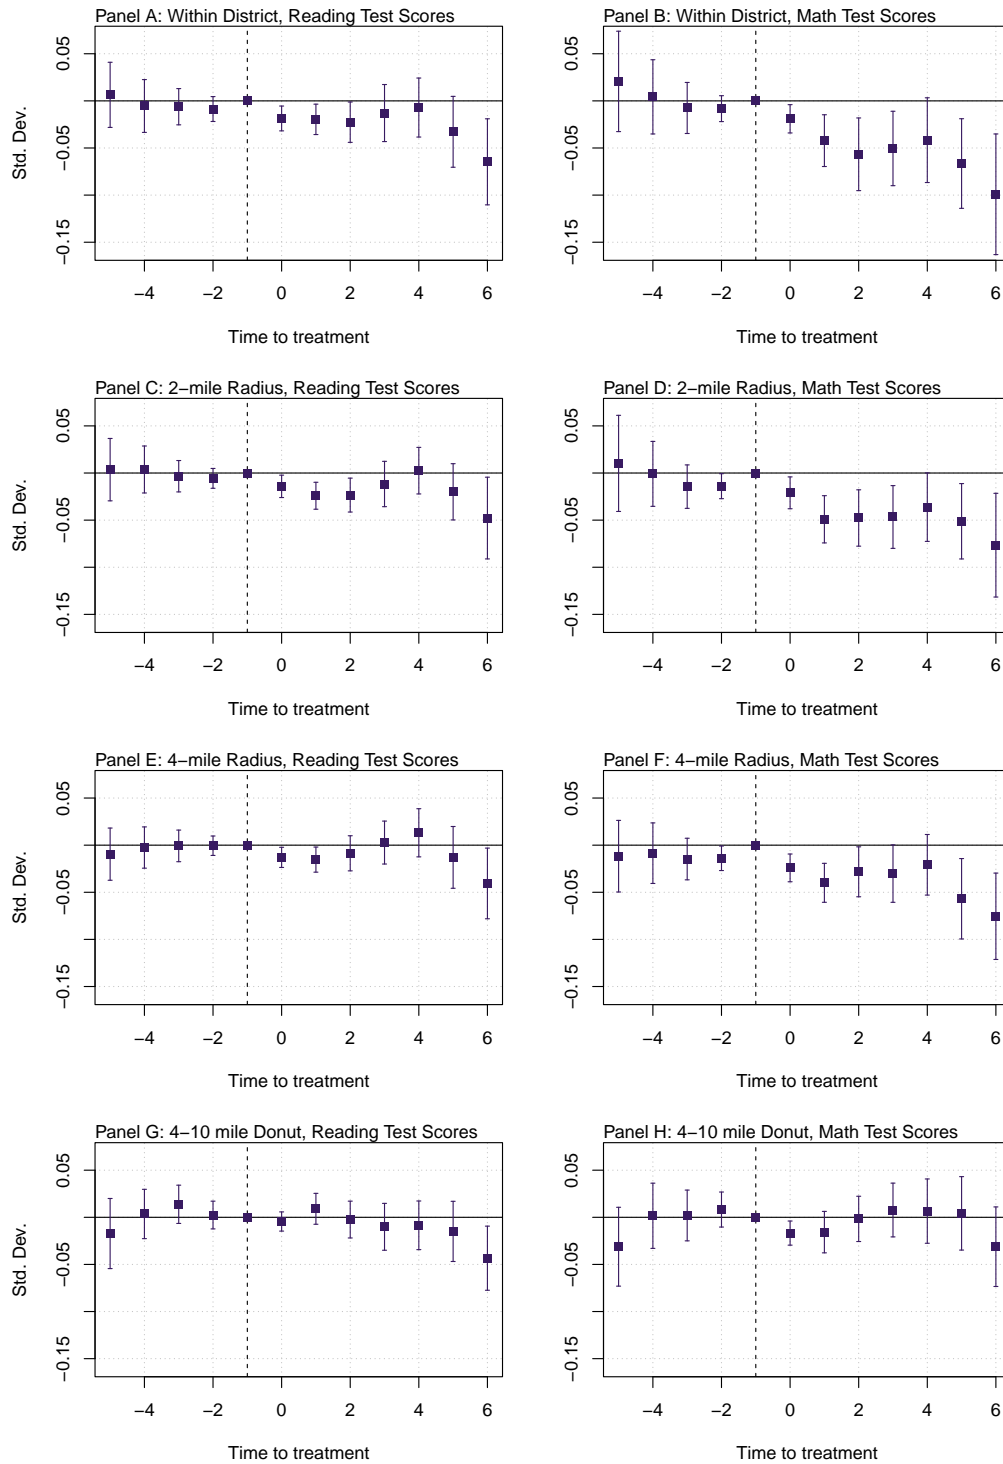 Panel A: Within District, Reading Test Scores
Std. Dev.
0.05
−0.05
−0.15
−4 −2 0 2 4 6
Time to treatment
Panel B: Within District, Math Test Scores
0.05
−0.05
−0.15
−4 −2 0 2 4 6
Time to treatment
Panel C: 2−mile Radius, Reading Test Scores
Std. Dev.
0.05
−0.05
−0.15
−4 −2 0 2 4 6
Time to treatment
Panel D: 2−mile Radius, Math Test Scores
0.05
−0.05
−0.15
−4 −2 0 2 4 6
Time to treatment
Panel E: 4−mile Radius, Reading Test Scores
Std. Dev.
0.05
−0.05
−0.15
−4 −2 0 2 4 6
Time to treatment
Panel F: 4−mile Radius, Math Test Scores
0.05
−0.05
−0.15
−4 −2 0 2 4 6
Time to treatment
Panel G: 4−10 mile Donut, Reading Test Scores
Std. Dev.
0.05
−0.05
−0.15
−4 −2 0 2 4 6
Time to treatment
Panel H: 4−10 mile Donut, Math Test Scores
0.05
−0.05
−0.15
−4 −2 0 2 4 6
Time to treatment